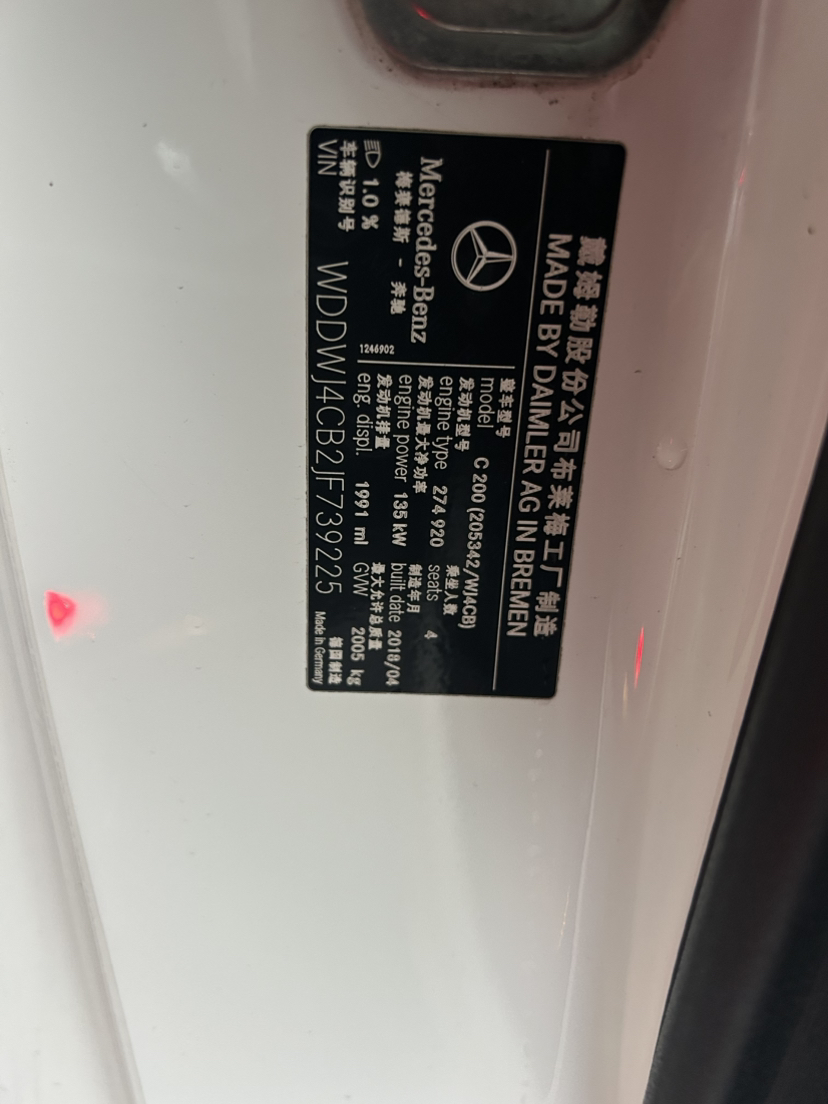 戴姆勒股份公司布莱梅工厂制造
MADE BY DAIMLER AG IN BREMEN
Mercedes-Benz
梅赛德斯 - 奔驰
1.0 %
1246902
整车型号
model C 200 (205342/WJ4CB)
发动机型号 乘坐人数
engine type 274 920 seats 4
发动机最大净功率 制造年月
engine power 135 kW built date 2018/04
发动机排量 最大允许总质量
eng. displ. 1991 ml GVW 2005 kg
车辆识别号
VIN WDDWJ4CB2JF739225
德国制造
Made in Germany